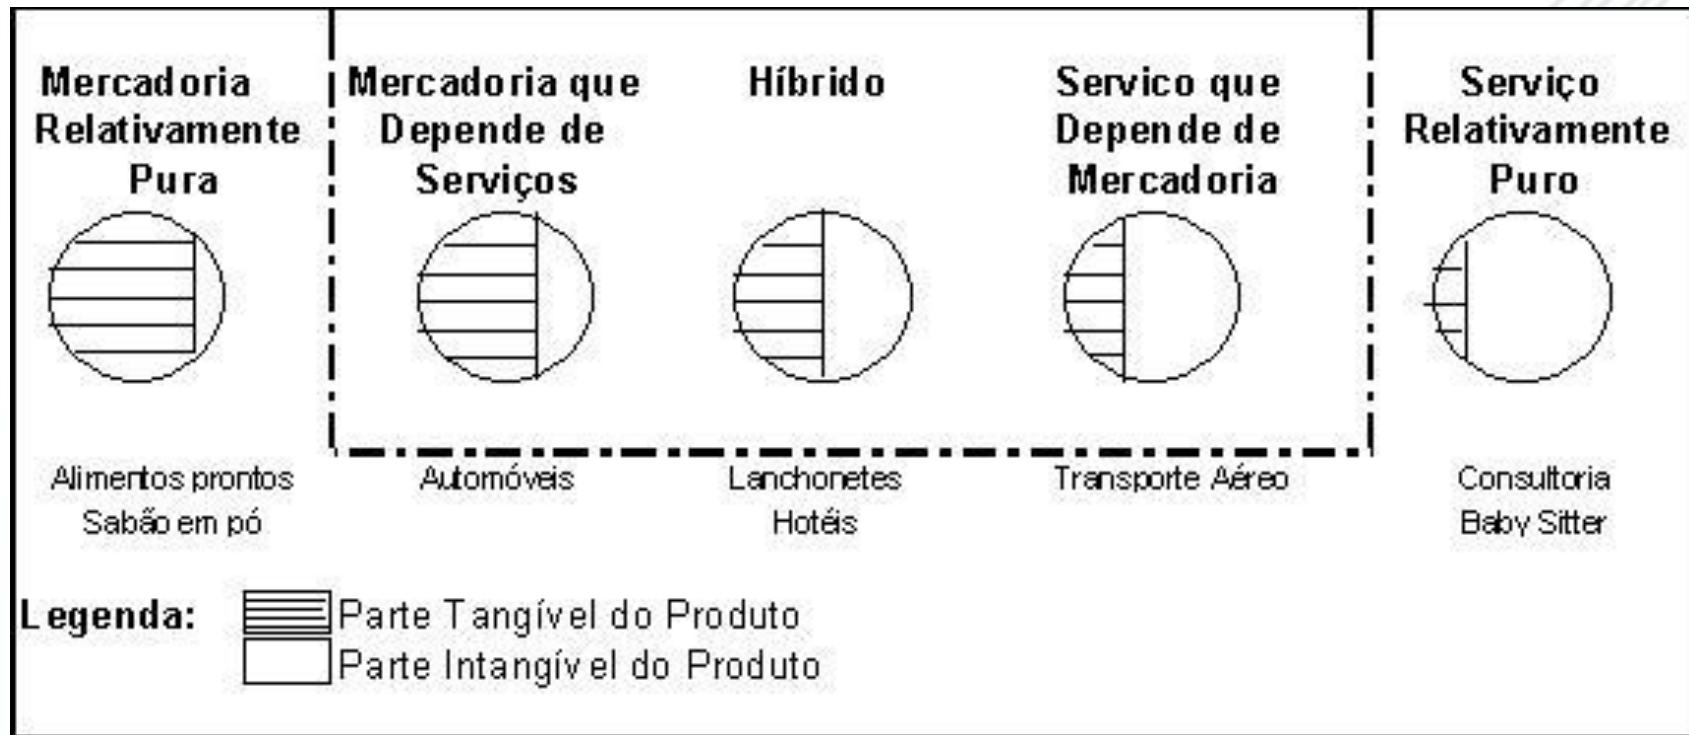 Mercadoria
Relativamente
Pura
Mercadoria que
Depende de
Serviços
Híbrido
Servico que
Depende de
Mercadoria
Serviço
Relativamente
Puro
Alimentos prontos
Sabão em pó
Automóveis
Lanchonetes
Hotéis
Transporte Aéreo
Consultoria
Baby Sitter
Legenda:
Parte Tangível do Produto
Parte Intangível do Produto